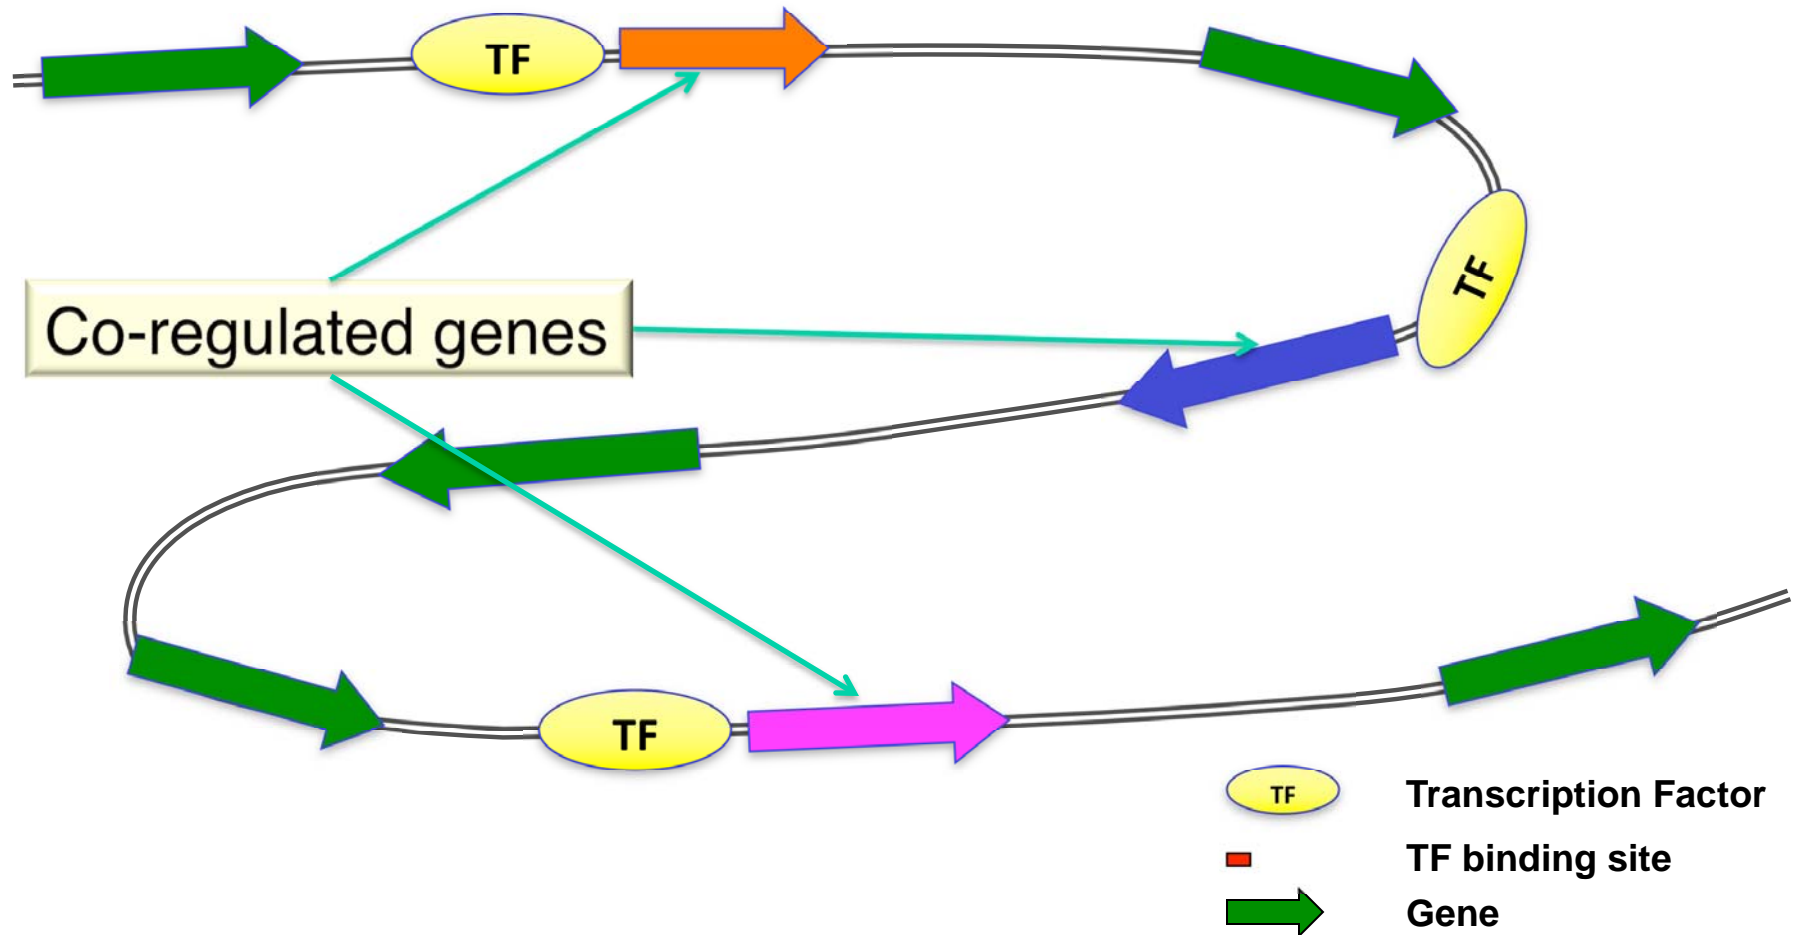 TF
TF
Co-regulated genes
TF
TF
Transcription Factor
TF binding site
Gene